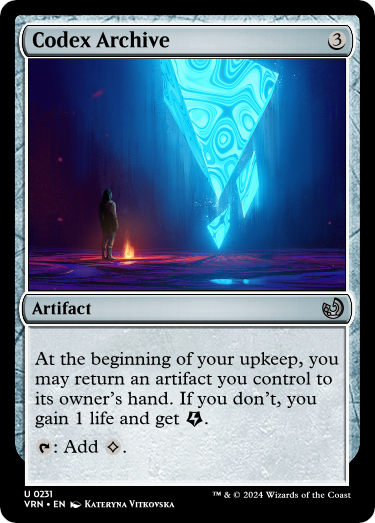 Codex Archive 3
Artifact
At the beginning of your upkeep, you
may return an artifact you control to
its owner's hand. If you don't, you
gain 1 life and get .
: Add .
U 0231
VRN • EN KATERYNA VITKOVSKA
™ & © 2024 Wizards of the Coast